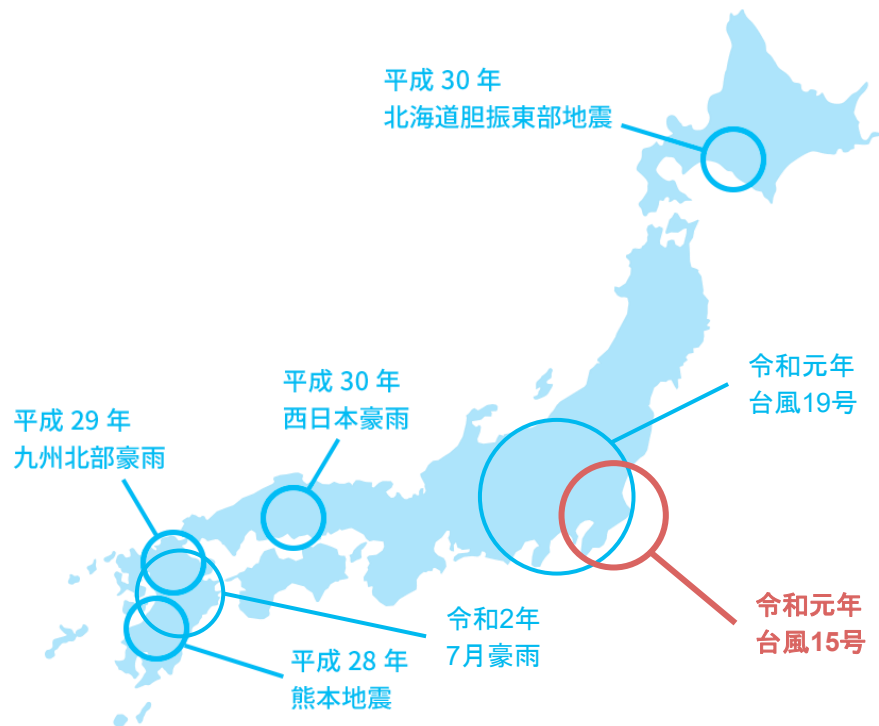 平成 30 年
北海道胆振東部地震
令和元年
台風19号
平成 30 年
西日本豪雨
平成 29 年
九州北部豪雨
令和元年
台風15号
令和2年
7月豪雨
平成 28 年
熊本地震